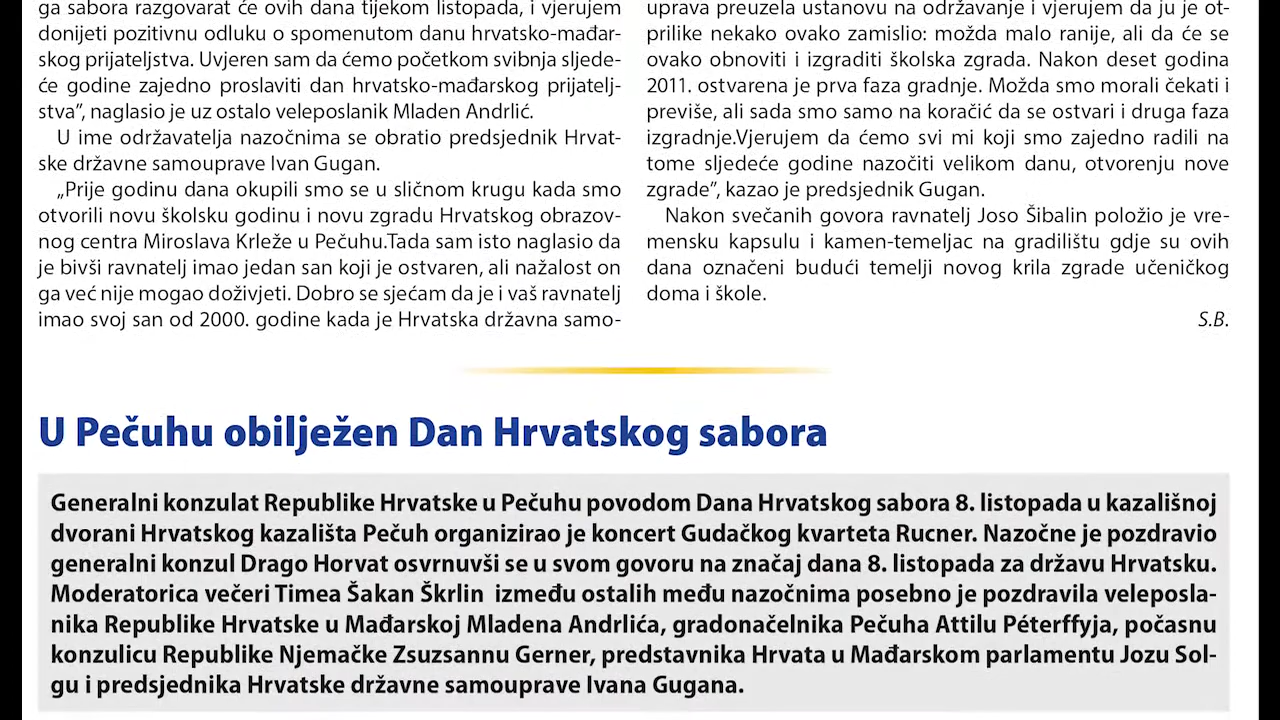 ga sabora razgovarat će ovih dana tijekom listopada, i vjerujem
donijeti pozitivnu odluku o spomenutom danu hrvatsko-mađar-
skog prijateljstva. Uvjeren sam da ćemo početkom svibnja sljede-
će godine zajedno proslaviti dan hrvatsko-mađarskog prijatelj-
stva”, naglasio je uz ostalo veleposlanik Mladen Andrlić.
U ime održavatelja nazočnima se obratio predsjednik Hrvat-
ske državne samouprave Ivan Gugan.
„Prije godinu dana okupili smo se u sličnom krugu kada smo
otvorili novu školsku godinu i novu zgradu Hrvatskog obrazov-
nog centra Miroslava Krleže u Pečuhu.Tada sam isto naglasio da
je bivši ravnatelj imao jedan san koji je ostvaren, ali nažalost on
ga već nije mogao doživjeti. Dobro se sjećam da je i vaš ravnatelj
imao svoj san od 2000. godine kada je Hrvatska državna samo-
uprava preuzela ustanovu na održavanje i vjerujem da ju je ot-
prilike nekako ovako zamislio: možda malo ranije, ali da će se
ovako obnoviti i izgraditi školska zgrada. Nakon deset godina
2011. ostvarena je prva faza gradnje. Možda smo morali čekati i
previše, ali sada smo samo na koračić da se ostvari i druga faza
izgradnje.Vjerujem da ćemo svi mi koji smo zajedno radili na
tome sljedeće godine nazočiti velikom danu, otvorenju nove
zgrade”, kazao je predsjednik Gugan.
Nakon svečanih govora ravnatelj Joso Šibalin položio je vre-
mensku kapsulu i kamen-temeljac na gradilištu gdje su ovih
dana označeni budući temelji novog krila zgrade učeničkog
doma i škole.
S.B.
U Pečuhu obilježen Dan Hrvatskog sabora
Generalni konzulat Republike Hrvatske u Pečuhu povodom Dana Hrvatskog sabora 8. listopada u kazališnoj
dvorani Hrvatskog kazališta Pečuh organizirao je koncert Gudačkog kvarteta Rucner. Nazočne je pozdravio
generalni konzul Drago Horvat osvrnuvši se u svom govoru na značaj dana 8. listopada za državu Hrvatsku.
Moderatorica večeri Timea Šakan Škrlin između ostalih među nazočnima posebno je pozdravila veleposla-
nika Republike Hrvatske u Mađarskoj Mladena Andrlića, gradonačelnika Pečuha Attilu Péterffyja, počasnu
konzulicu Republike Njemačke Zsuzsannu Gerner, predstavnika Hrvata u Mađarskom parlamentu Jozu Sol-
gu i predsjednika Hrvatske državne samouprave Ivana Gugana.